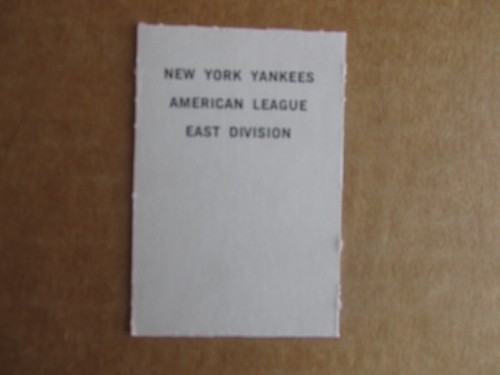 NEW YORK YANKEES
AMERICAN LEAGUE
EAST DIVISION